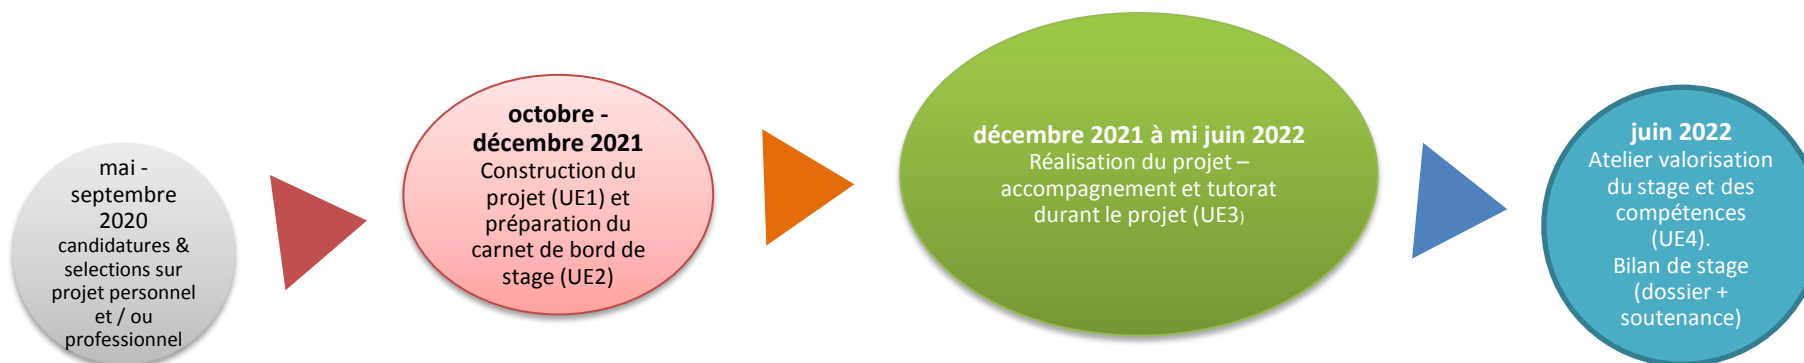 mai -
septembre
2020
candidatures &
selections sur
projet personnel
et / ou
professionnel
octobre -
décembre 2021
Construction du
projet (UE1) et
préparation du
carnet de bord de
stage (UE2)
décembre 2021 à mi juin 2022
Réalisation du projet –
accompagnement et tutorat
durant le projet (UE3)
juin 2022
Atelier valorisation
du stage et des
compétences
(UE4).
Bilan de stage
(dossier +
soutenance)